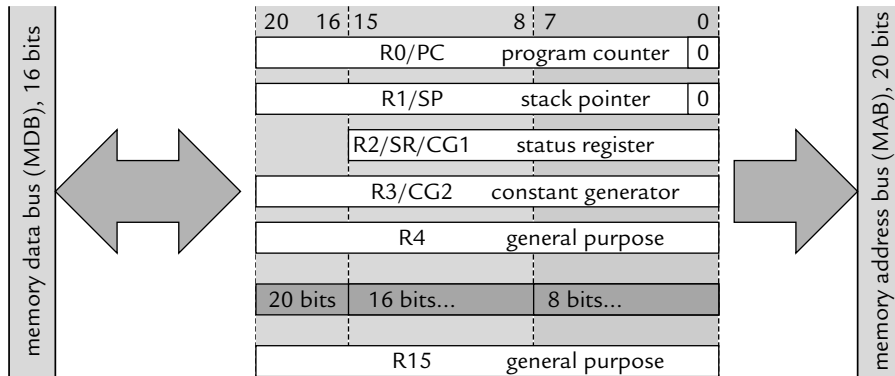 memory data bus (MDB), 16 bits
20 16 15 8 7 0
R0/PC program counter 0
R1/SP stack pointer 0
R2/SR/CG1 status register
R3/CG2 constant generator
R4 general purpose
20 bits 16 bits... 8 bits...
R15 general purpose
memory address bus (MAB), 20 bits